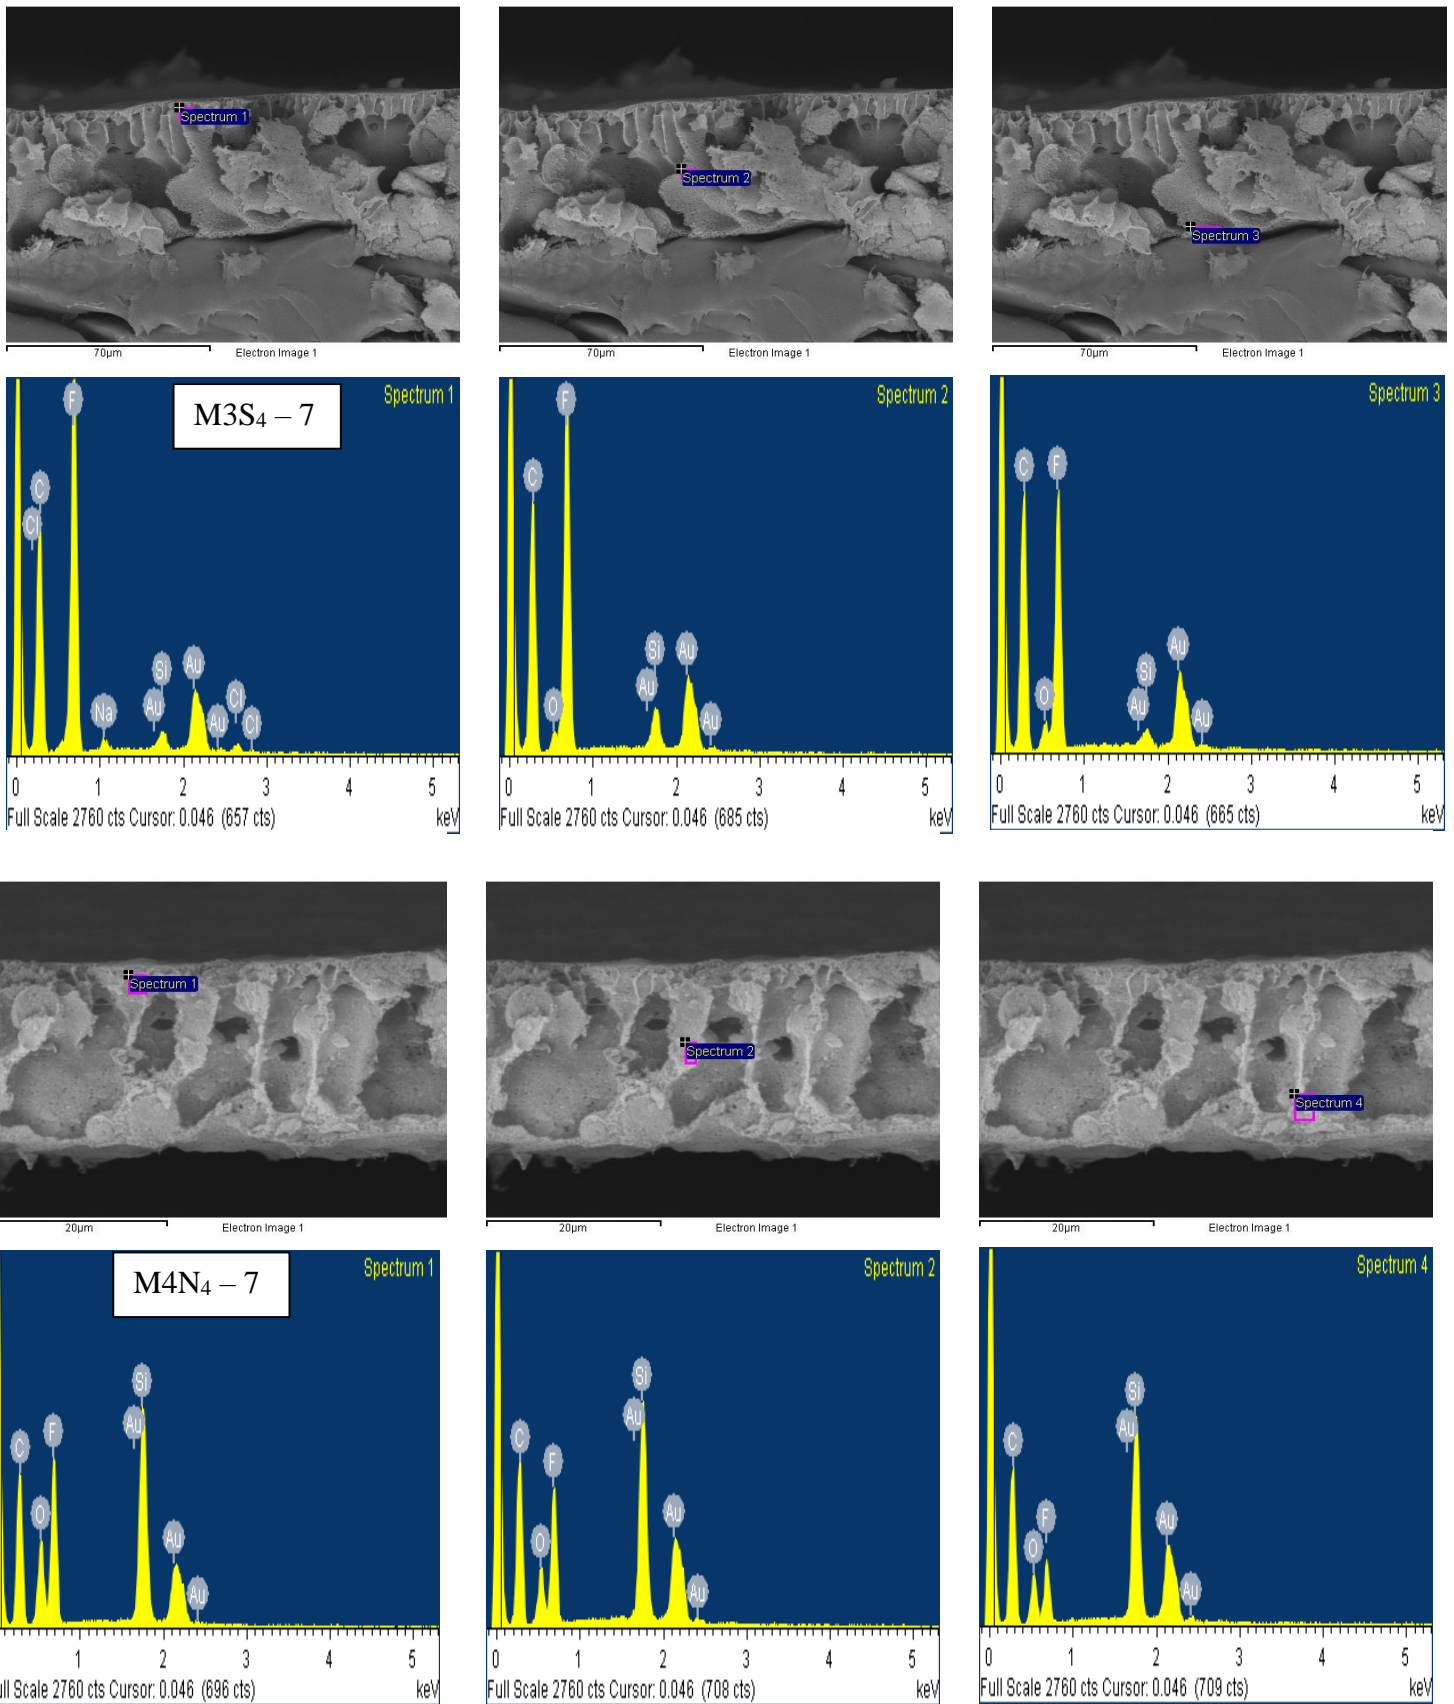 Spectrum 1
Spectrum 2
Spectrum 3
70µm Electron Image 1
70µm Electron Image 1
70µm Electron Image 1
Spectrum 1
M3S₄ – 7
F
C
Cl
Na
Au
Si
Au
Au
Cl
Cl
0 1 2 3 4 5
Full Scale 2760 cts Cursor: 0.046 (657 cts) keV
Spectrum 2
F
C
O
Au
Si
Au
Au
0 1 2 3 4 5
Full Scale 2760 cts Cursor: 0.046 (685 cts) keV
Spectrum 3
C
F
O
Au
Si
Au
Au
0 1 2 3 4 5
Full Scale 2760 cts Cursor: 0.046 (665 cts) keV
Spectrum 1
Spectrum 2
Spectrum 4
20µm Electron Image 1
20µm Electron Image 1
20µm Electron Image 1
Spectrum 1
M4N₄ – 7
C
O
F
Au
Si
Au
Au
1 2 3 4 5
ull Scale 2760 cts Cursor: 0.046 (696 cts) keV
Spectrum 2
C
O
F
Au
Si
Au
Au
0 1 2 3 4 5
Full Scale 2760 cts Cursor: 0.046 (708 cts) keV
Spectrum 4
C
O
F
Au
Si
Au
Au
0 1 2 3 4 5
Full Scale 2760 cts Cursor: 0.046 (709 cts) keV